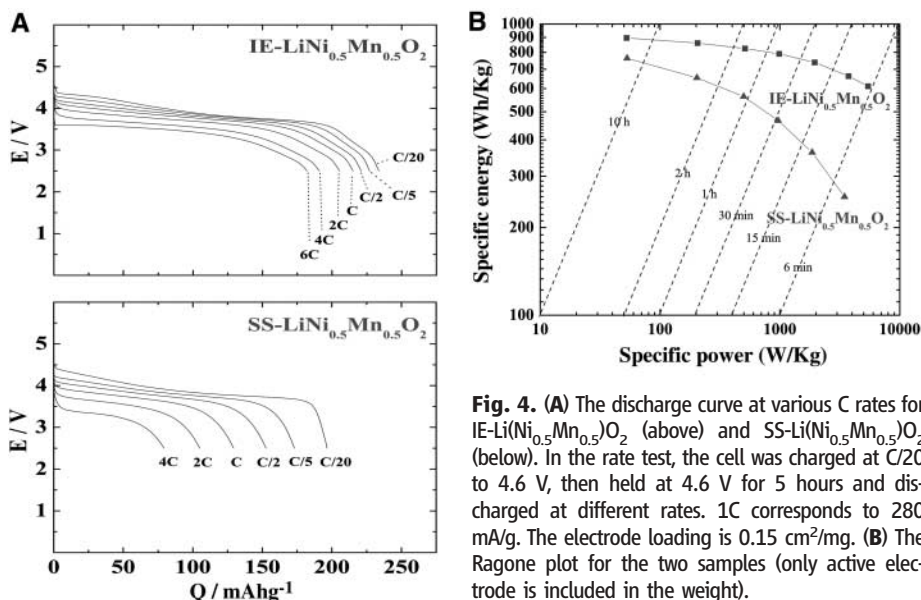 A
IE-LiNi0.5Mn0.5O2
5
4
3
2
1
E / V
C/20
C/5
C/2
C
2C
4C
6C
SS-LiNi0.5Mn0.5O2
5
4
3
2
1
E / V
4C 2C C C/2 C/5 C/20
0 50 100 150 200 250
Q / mAhg-1
B
1000
900
800
700
600
500
400
300
200
100
Specific energy (Wh/Kg)
IE-LiNi0.5Mn0.5O2
10 h
2 h
1 h
30 min
SS-LiNi0.5Mn0.5O2
15 min
6 min
10 100 1000 10000
Specific power (W/Kg)
Fig. 4. (A) The discharge curve at various C rates for
IE-Li(Ni0.5Mn0.5)O2 (above) and SS-Li(Ni0.5Mn0.5)O2
(below). In the rate test, the cell was charged at C/20
to 4.6 V, then held at 4.6 V for 5 hours and dis-
charged at different rates. 1C corresponds to 280
mA/g. The electrode loading is 0.15 cm2/mg. (B) The
Ragone plot for the two samples (only active elec-
trode is included in the weight).